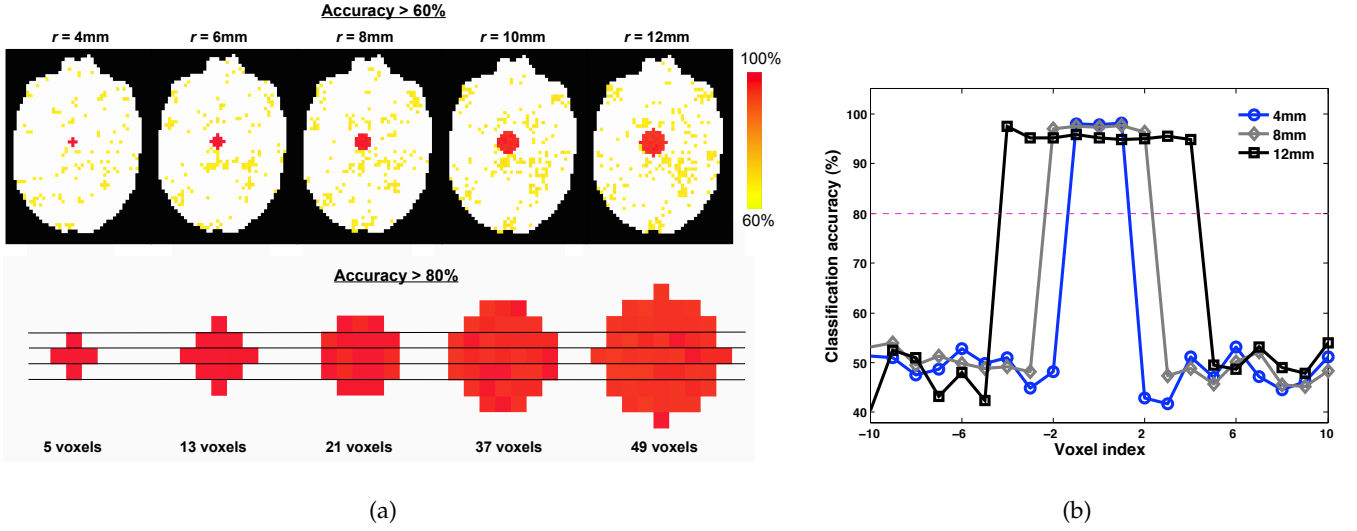 Accuracy > 60%
r = 4mm r = 6mm r = 8mm r = 10mm r = 12mm
100%
60%
Accuracy > 80%
5 voxels 13 voxels 21 voxels 37 voxels 49 voxels
(a)
Classification accuracy (%)
100
90
80
70
60
50
40
4mm
8mm
12mm
−10 −6 −2 2 6 10
Voxel index
(b)